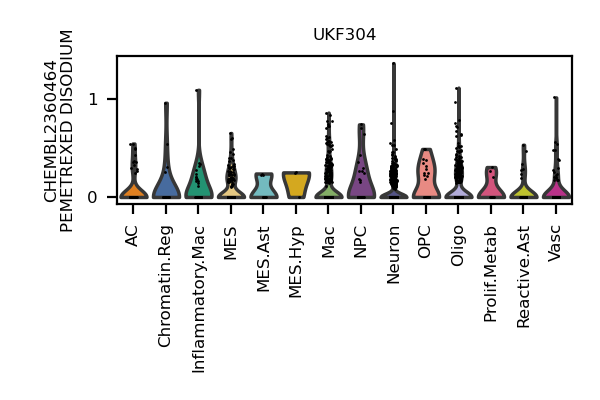 UKF304
CHEMBL2360464
PEMETREXED DISODIUM
1
0
AC
Chromatin.Reg
Inflammatory.Mac
MES
MES.Ast
MES.Hyp
Mac
NPC
Neuron
OPC
Oligo
Prolif.Metab
Reactive.Ast
Vasc